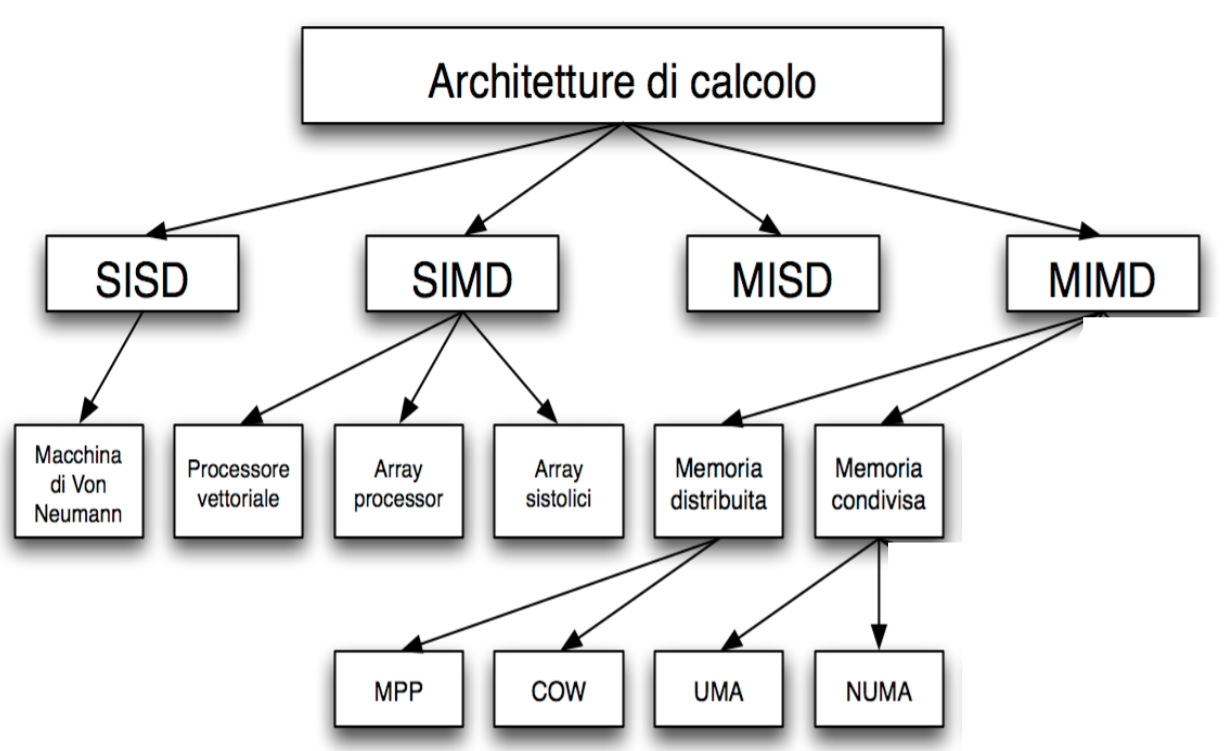 Architetture di calcolo
SISD
SIMD
MISD
MIMD
Macchina
di Von
Neumann
Processore
vettoriale
Array
processor
Array
sistolici
Memoria
distribuita
Memoria
condivisa
MPP
COW
UMA
NUMA